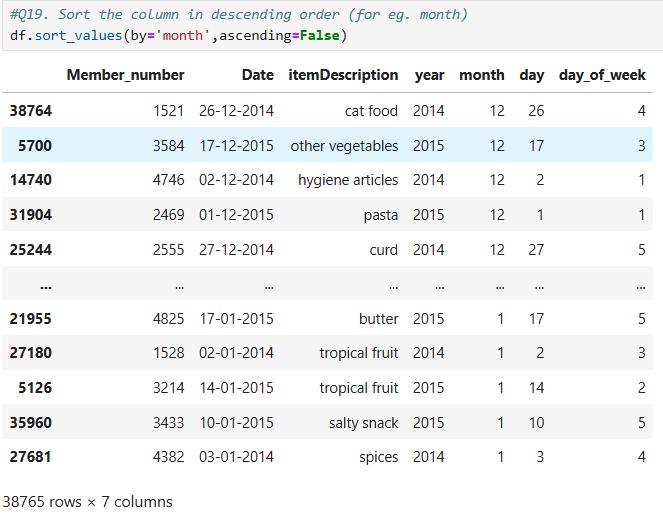 #Q19. Sort the column in descending order (for eg. month)
df.sort_values(by='month',ascending=False)
Member_number Date itemDescription year month day day_of_week
38764 1521 26-12-2014 cat food 2014 12 26 4
5700 3584 17-12-2015 other vegetables 2015 12 17 3
14740 4746 02-12-2014 hygiene articles 2014 12 2 1
31904 2469 01-12-2015 pasta 2015 12 1 1
25244 2555 27-12-2014 curd 2014 12 27 5
... ... ... ... ... ... ... ...
21955 4825 17-01-2015 butter 2015 1 17 5
27180 1528 02-01-2014 tropical fruit 2014 1 2 3
5126 3214 14-01-2015 tropical fruit 2015 1 14 2
35960 3433 10-01-2015 salty snack 2015 1 10 5
27681 4382 03-01-2014 spices 2014 1 3 4
38765 rows × 7 columns